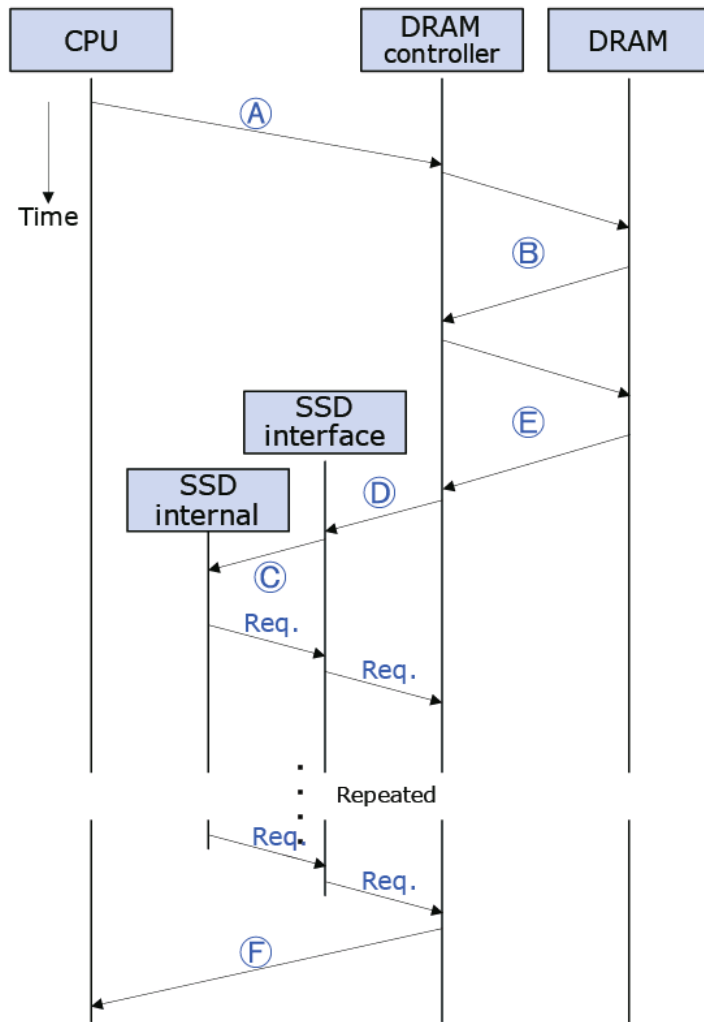 CPU
DRAM
controller
DRAM
Ⓐ
Time
Ⓑ
SSD
interface
Ⓔ
SSD
internal
Ⓓ
Ⓒ
Req.
Req.
Repeated
Req.
Req.
Ⓕ